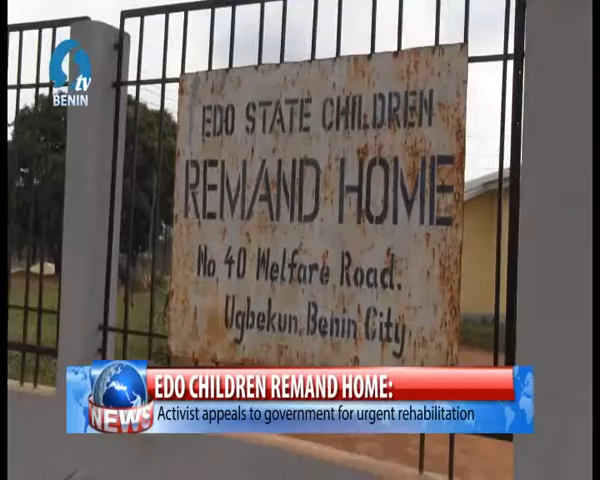 tv
BENIN
EDO STATE CHILDREN
REMAND HOME
No 40 Welfare Road.
Ugbekun, Benin City
NEWS
EDO CHILDREN REMAND HOME:
Activist appeals to government for urgent rehabilitation